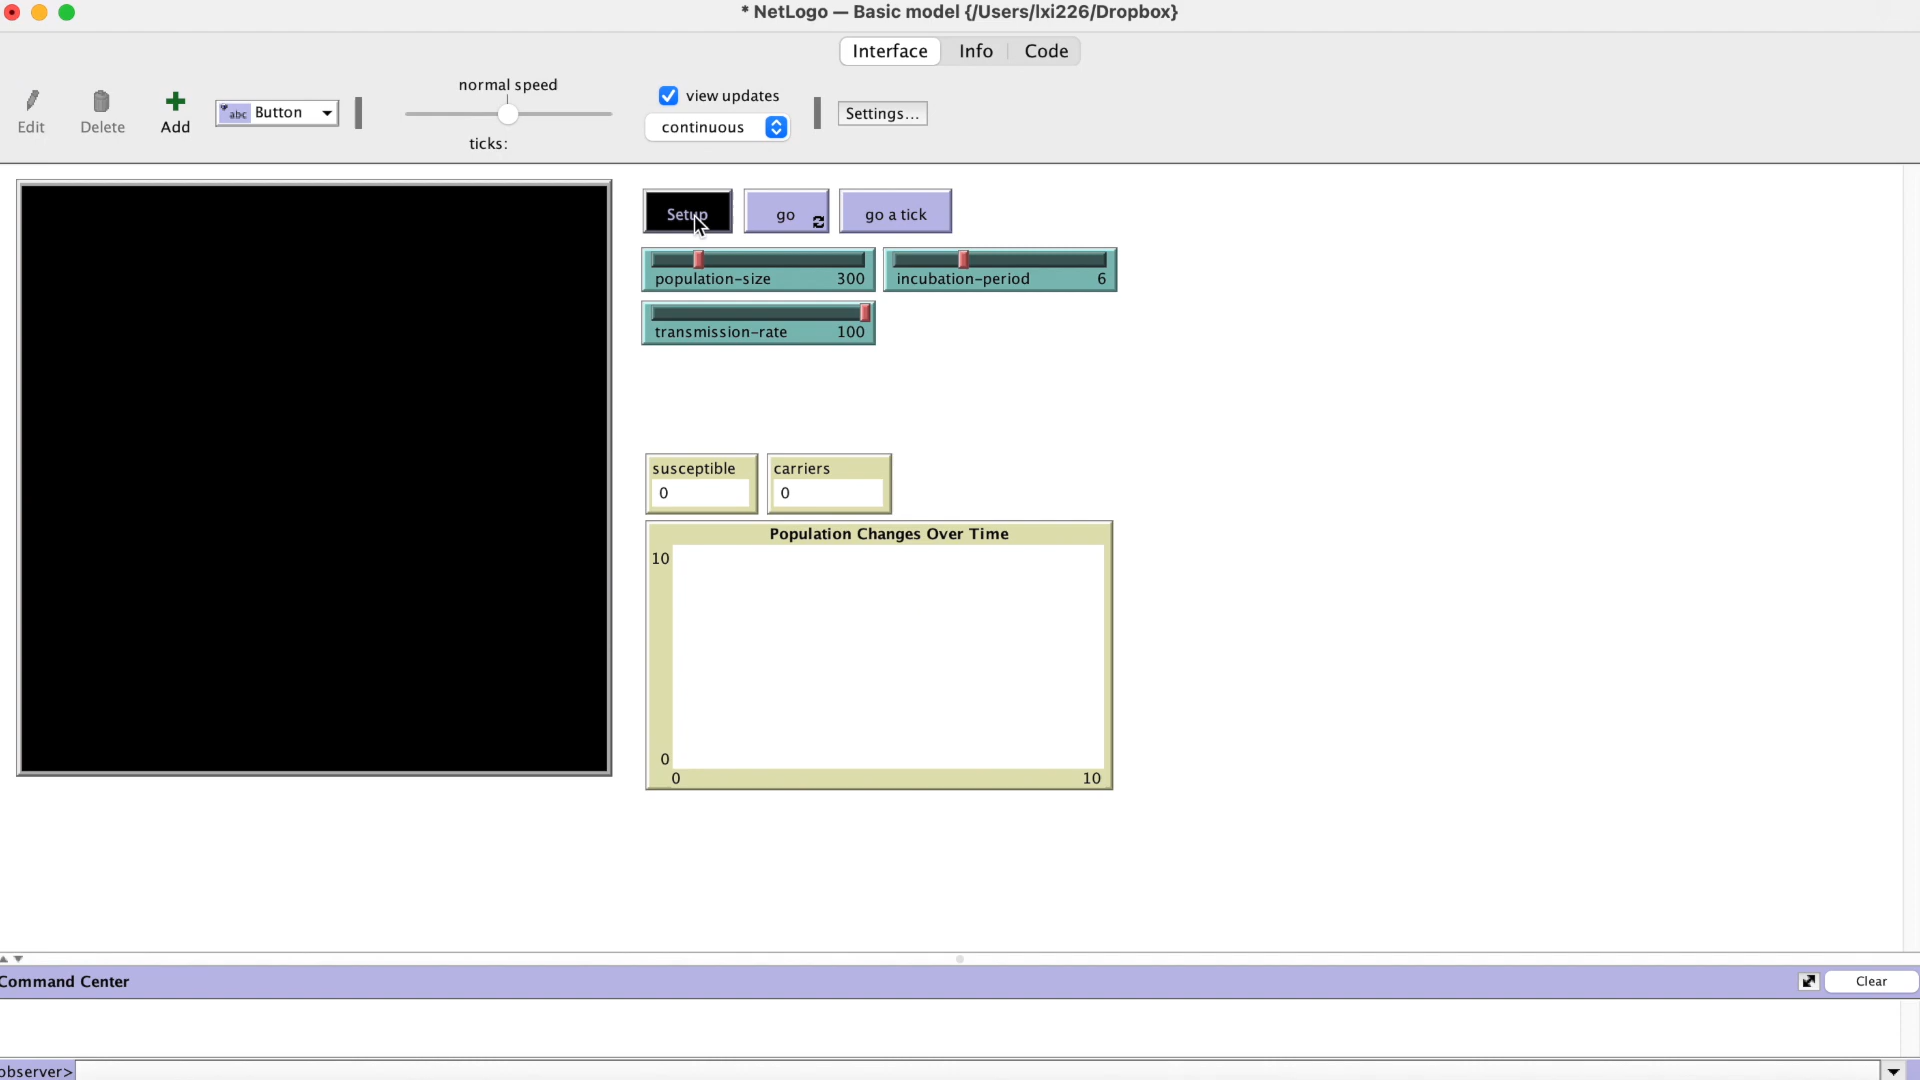 * NetLogo — Basic model {/Users/lxi226/Dropbox}
Interface Info Code
Edit Delete Add abc Button
normal speed
ticks:
view updates
continuous
Settings...
Setup go go a tick
population-size 300 incubation-period 6
transmission-rate 100
susceptible carriers
0 0
Population Changes Over Time
10
0
0 10
Command Center Clear
observer>